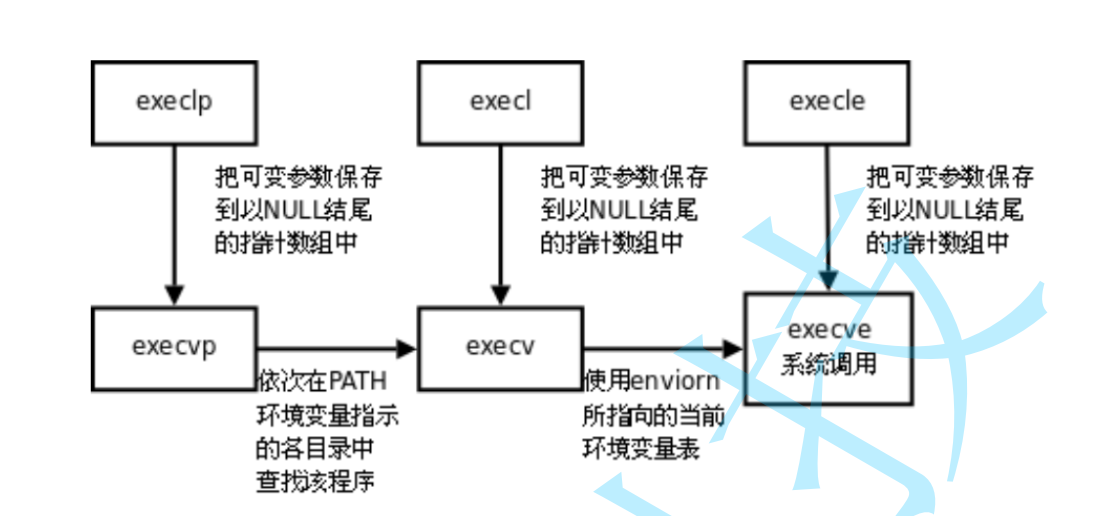 execlp
execl
execle
把可变参数保存
到以NULL结尾
的指针数组中
把可变参数保存
到以NULL结尾
的指针数组中
把可变参数保存
到以NULL结尾
的指针数组中
execvp
execv
execve
系统调用
依次在PATH
环境变量指示
的各目录中
查找该程序
使用enviorn
所指向的当前
环境变量表